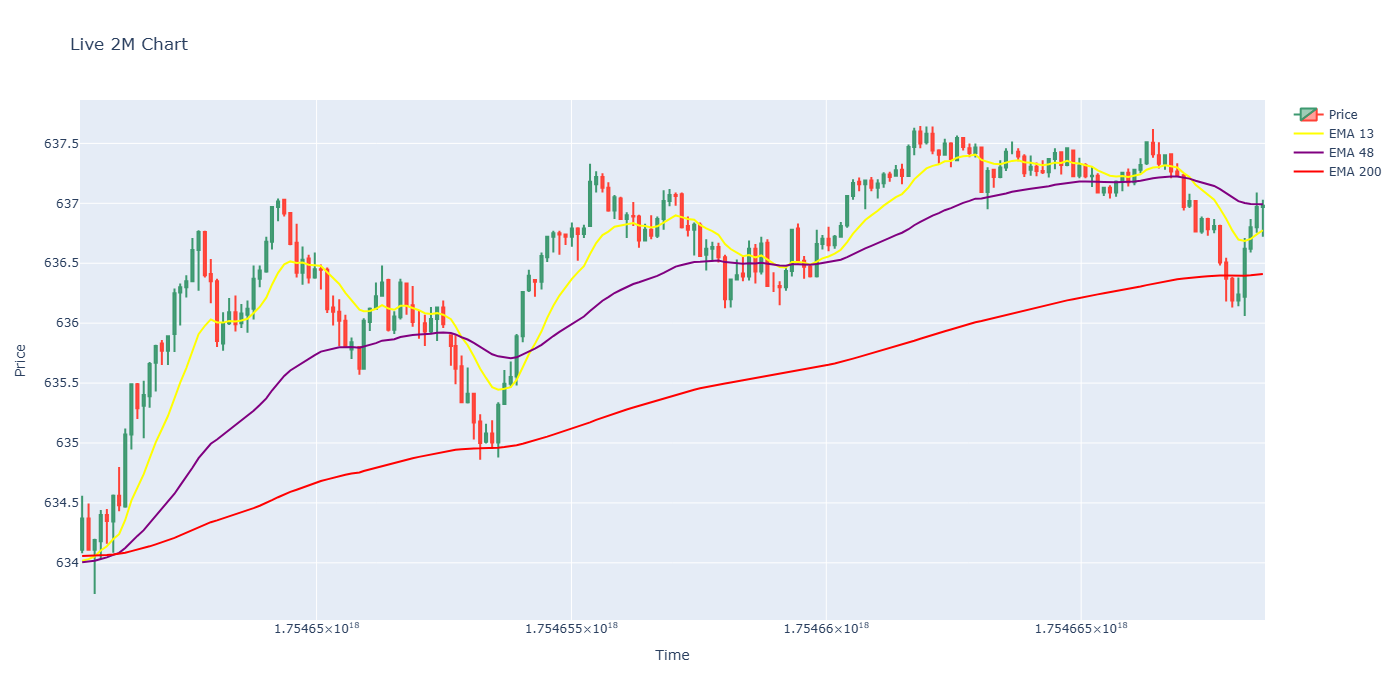 Live 2M Chart
Price
EMA 13
EMA 48
EMA 200
637.5
637
636.5
636
635.5
635
634.5
634
Price
1.75465×10¹⁸
1.754655×10¹⁸
1.75466×10¹⁸
1.754665×10¹⁸
Time